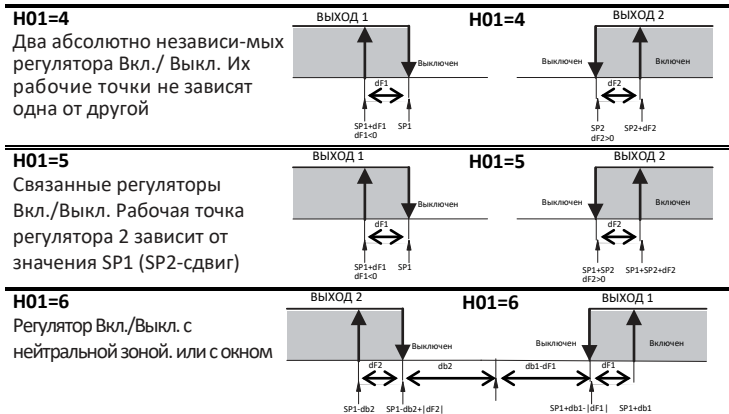 H01=4
Два абсолютно независи-мых
регулятора Вкл./ Выкл. Их
рабочие точки не зависят
одна от другой
ВЫХОД 1
Выключен
dF1
SP1+dF1 SP1
dF1<0
H01=4
ВЫХОД 2
Выключен Включен
dF2
SP2 SP2+dF2
dF2>0
H01=5
Связанные регуляторы
Вкл./Выкл. Рабочая точка
регулятора 2 зависит от
значения SP1 (SP2-сдвиг)
ВЫХОД 1
Выключен
dF1
SP1+dF1 SP1
dF1<0
H01=5
ВЫХОД 2
Выключен Включен
dF2
SP1+SP2 SP1+SP2+dF2
dF2>0
H01=6
Регулятор Вкл./Выкл. с
нейтральной зоной. или с окном
ВЫХОД 2
H01=6
ВЫХОД 1
Выключен Выключен Включен
dF2 db2 db1-dF1 dF1
SP1-db2 SP1-db2+|dF2| SP1+db1-|dF1| SP1+db1